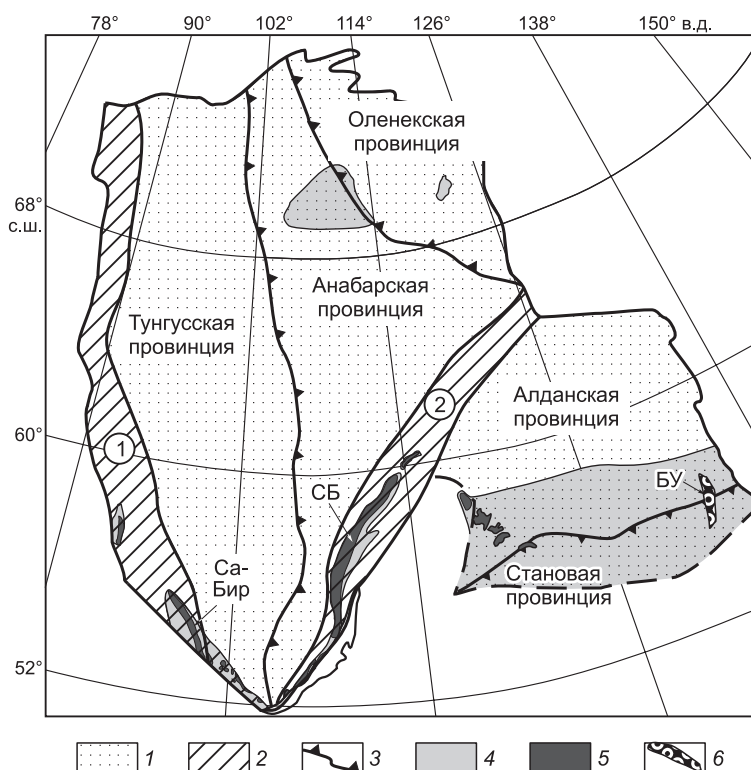 78° 90° 102° 114° 126° 138° 150° в.д.
Оленекская
провинция
68°
с.ш.
Анабарская
провинция
Тунгусская
провинция
Алданская
провинция
2
60°
1
СБ
БУ
Са-
Бир
Становая
провинция
52°
1 2 3 4 5 6